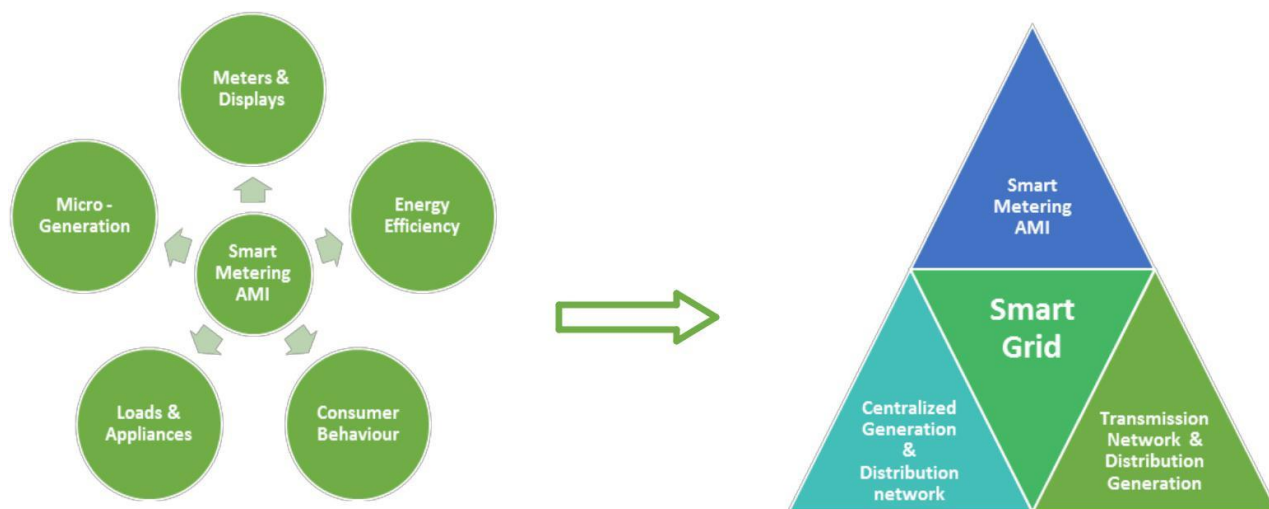 Meters &
Displays
Micro -
Generation
Energy
Efficiency
Smart
Metering
AMI
Loads &
Appliances
Consumer
Behaviour
Smart
Metering
AMI
Smart
Grid
Centralized
Generation
&
Distribution
network
Transmission
Network &
Distribution
Generation